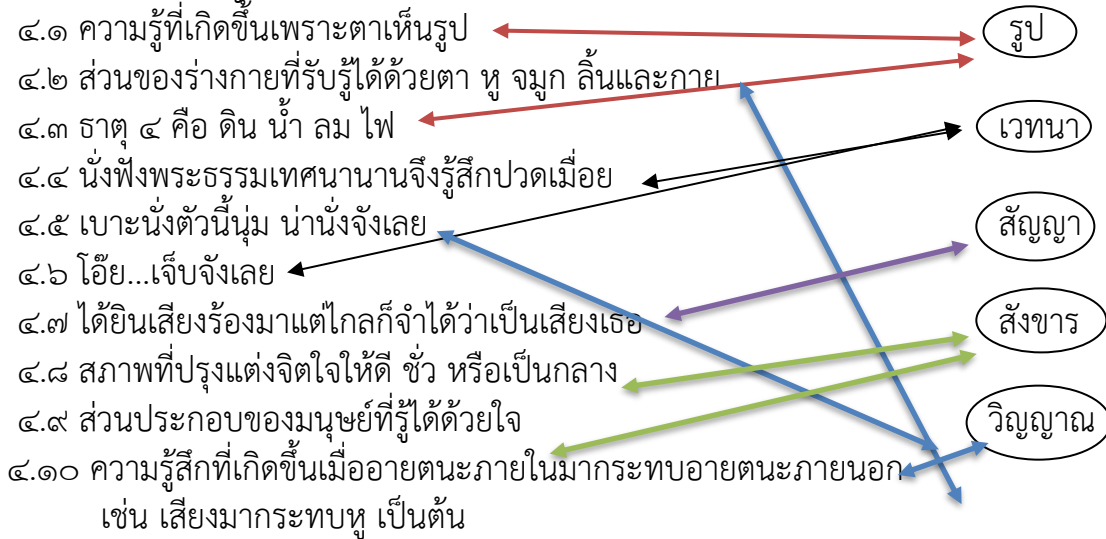 ๔.๑ ความรู้ที่เกิดขึ้นเพราะตาเห็นรูป
รูป
๔.๒ ส่วนของร่างกายที่รับรู้ได้ด้วยตา หู จมูก ลิ้นและกาย
๔.๓ ธาตุ ๔ คือ ดิน น้ำ ลม ไฟ
เวทนา
๔.๔ นั่งฟังพระธรรมเทศนานานจึงรู้สึกปวดเมื่อย
๔.๕ เบาะนั่งตัวนี้นุ่ม น่านั่งจังเลย
สัญญา
๔.๖ โอ๊ย...เจ็บจังเลย
๔.๗ ได้ยินเสียงร้องมาแต่ไกลก็จำได้ว่าเป็นเสียงเธอ
สังขาร
๔.๘ สภาพที่ปรุงแต่งจิตใจให้ดี ชั่ว หรือเป็นกลาง
๔.๙ ส่วนประกอบของมนุษย์ที่รู้ได้ด้วยใจ
วิญญาณ
๔.๑๐ ความรู้สึกที่เกิดขึ้นเมื่ออายตนะภายในมากระทบอายตนะภายนอก
เช่น เสียงมากระทบหู เป็นต้น